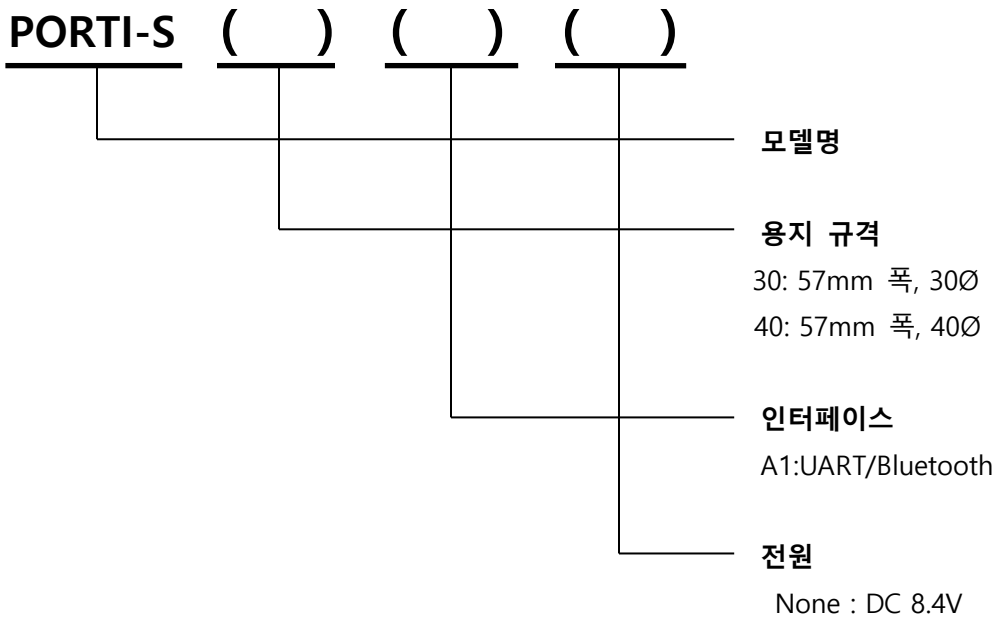 PORTI-S (    ) (    ) (    )
모델명
용지 규격
30: 57mm 폭, 30Ø
40: 57mm 폭, 40Ø
인터페이스
A1:UART/Bluetooth
전원
None : DC 8.4V